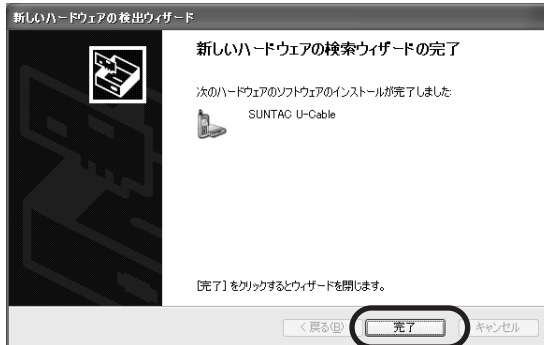 新しいハードウェアの検出ウィザード
新しいハードウェアの検索ウィザードの完了
次のハードウェアのソフトウェアのインストールが完了しました:
SUNTAC U-Cable
[完了] をクリックするとウィザードを閉じます。
< 戻る(B)
完了
キャンセル